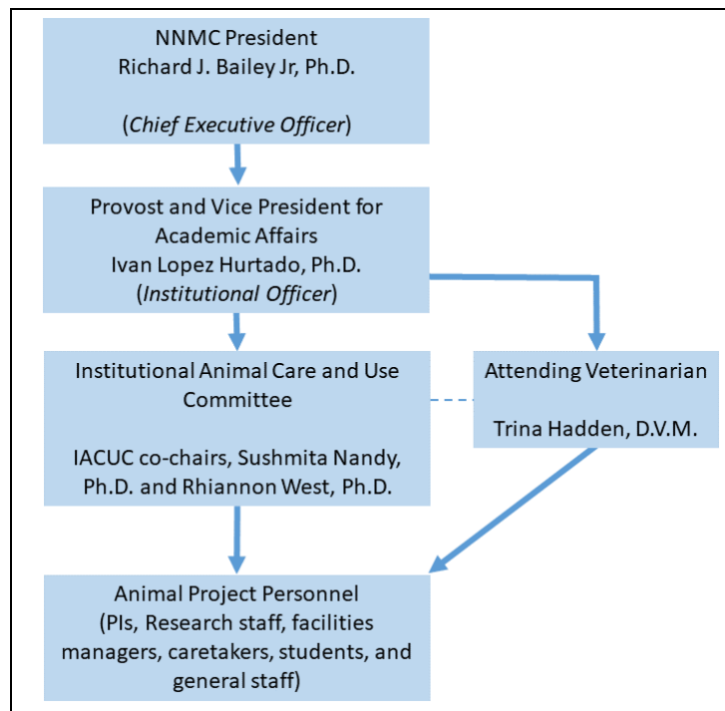 NNMC President
Richard J. Bailey Jr, Ph.D.
(Chief Executive Officer)
Provost and Vice President for
Academic Affairs
Ivan Lopez Hurtado, Ph.D.
(Institutional Officer)
Institutional Animal Care and Use
Committee
IACUC co-chairs, Sushmita Nandy,
Ph.D. and Rhiannon West, Ph.D.
Attending Veterinarian
Trina Hadden, D.V.M.
Animal Project Personnel
(PIs, Research staff, facilities
managers, caretakers, students, and
general staff)